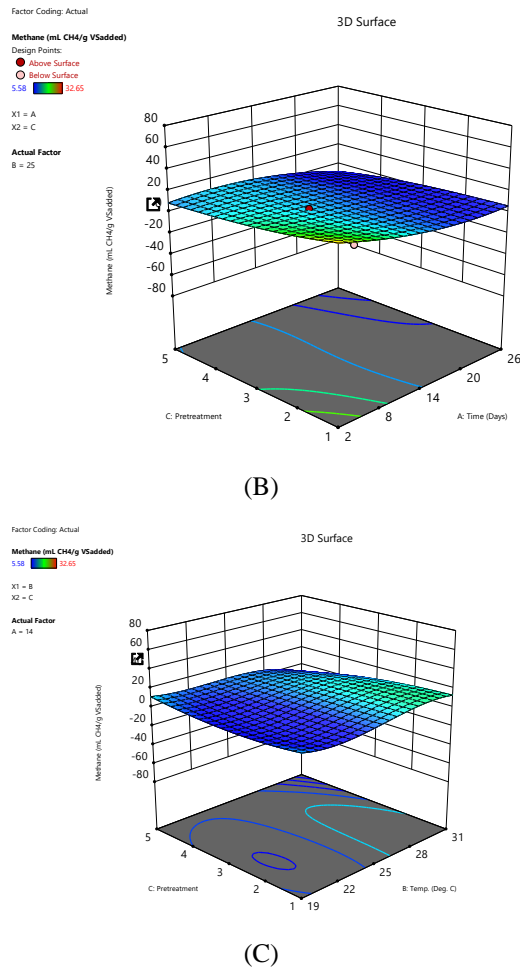 Factor Coding: Actual
3D Surface
Methane (mL CH4/g VSadded)
Design Points:
Above Surface
Below Surface
5.58 32.65
X1 = A
X2 = C
Actual Factor
B = 25
80
60
40
20
0
-20
-40
-60
-80
Methane (mL CH4/g VSadded)
5
4
3
2
1
2
8
14
20
26
C: Pretreatment
A: Time (Days)
(B)
Factor Coding: Actual
3D Surface
Methane (mL CH4/g VSadded)
5.58 32.65
X1 = B
X2 = C
Actual Factor
A = 14
80
60
20
0
-20
-40
-60
-80
Methane (mL CH4/g VSadded)
5
4
3
2
1
19
22
25
28
31
C: Pretreatment
B: Temp. (Deg. C)
(C)